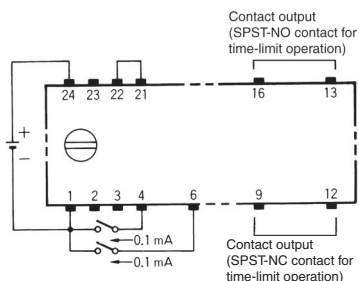 Contact output
(SPST-NO contact for
time-limit operation)
24 23 22 21 16 13
+
−
1 2 3 4 6 9 12
0.1 mA
0.1 mA
Contact output
(SPST-NC contact for
time-limit operation)